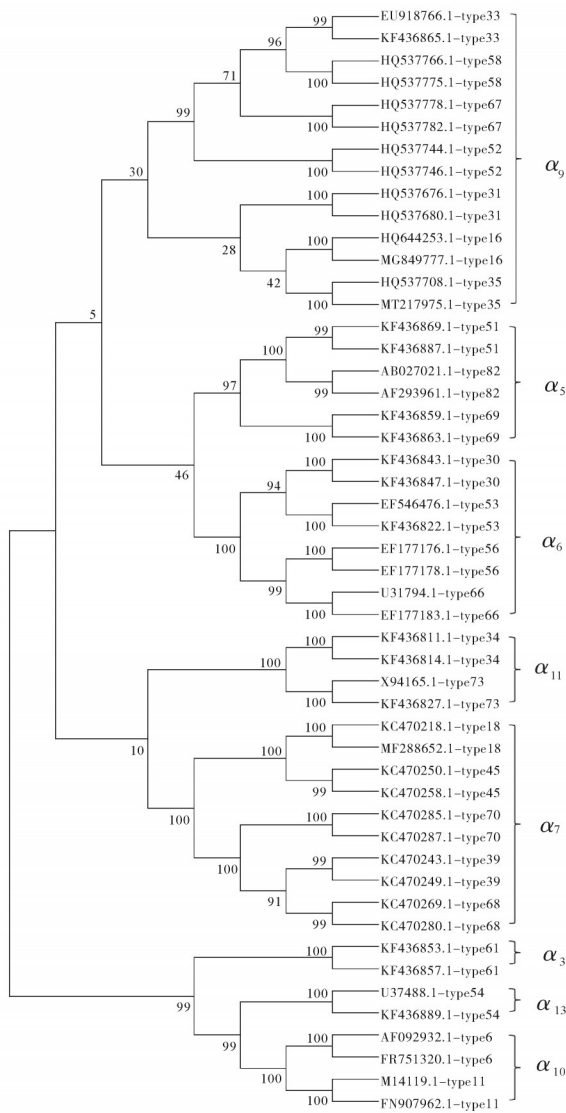 EU918766.1-type33
99
KF436865.1-type33
96
HQ537766.1-type58
71
100
HQ537775.1-type58
HQ537778.1-type67
99
100
HQ537782.1-type67
HQ537744.1-type52
30
100
HQ537746.1-type52
α9
HQ537676.1-type31
100
HQ537680.1-type31
28
HQ644253.1-type16
100
MG849777.1-type16
42
HQ537708.1-type35
100
MT217975.1-type35
5
KF436869.1-type51
99
KF436887.1-type51
100
AB027021.1-type82
97
99
AF293961.1-type82
α5
KF436859.1-type69
100
KF436863.1-type69
46
KF436843.1-type30
100
KF436847.1-type30
94
EF546476.1-type53
100
KF436822.1-type53
100
α6
EF177176.1-type56
100
EF177178.1-type56
99
U31794.1-type66
100
EF177183.1-type66
KF436811.1-type34
100
KF436814.1-type34
100
α11
X94165.1-type73
100
KF436827.1-type73
10
KC470218.1-type18
100
MF288652.1-type18
100
KC470250.1-type45
99
KC470258.1-type45
100
KC470285.1-type70
100
α7
KC470287.1-type70
100
KC470243.1-type39
99
KC470249.1-type39
91
KC470269.1-type68
99
KC470280.1-type68
KF436853.1-type61
100
α3
KF436857.1-type61
99
U37488.1-type54
100
α13
KF436889.1-type54
99
AF092932.1-type6
100
FR751320.1-type6
100
α10
M14119.1-type11
100
FN907962.1-type11